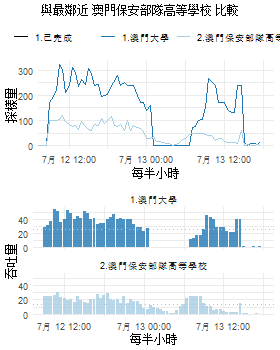 與最鄰近 澳門保安部隊高等學校 比較
1.已完成 1.澳門大學 2.澳門保安部隊高等
採樣量
300
200
100
0
7月 12 12:00 7月 13 00:00 7月 13 12:00
每半小時
吞吐量
1.澳門大學
60
40
20
0
2.澳門保安部隊高等學校
60
40
20
0
7月 12 12:00 7月 13 00:00 7月 13 12:00
每半小時